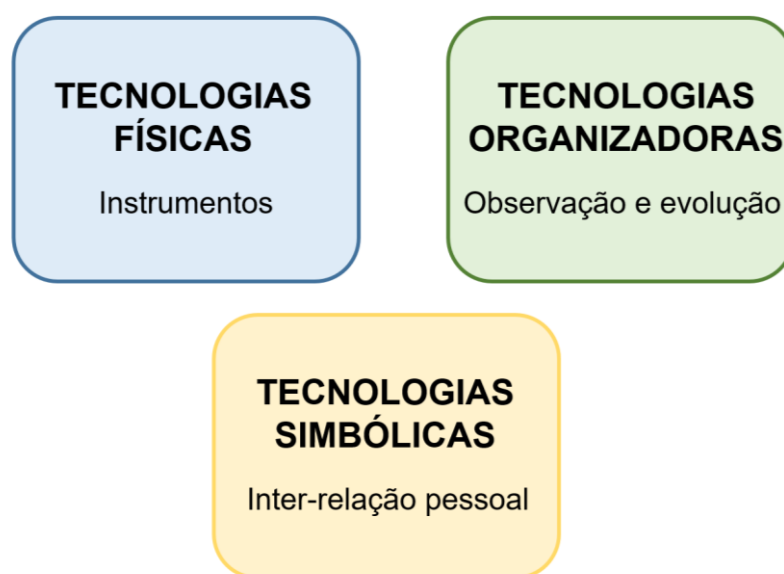 TECNOLOGIAS
FÍSICAS
Instrumentos
TECNOLOGIAS
ORGANIZADORAS
Observação e evolução
TECNOLOGIAS
SIMBÓLICAS
Inter-relação pessoal